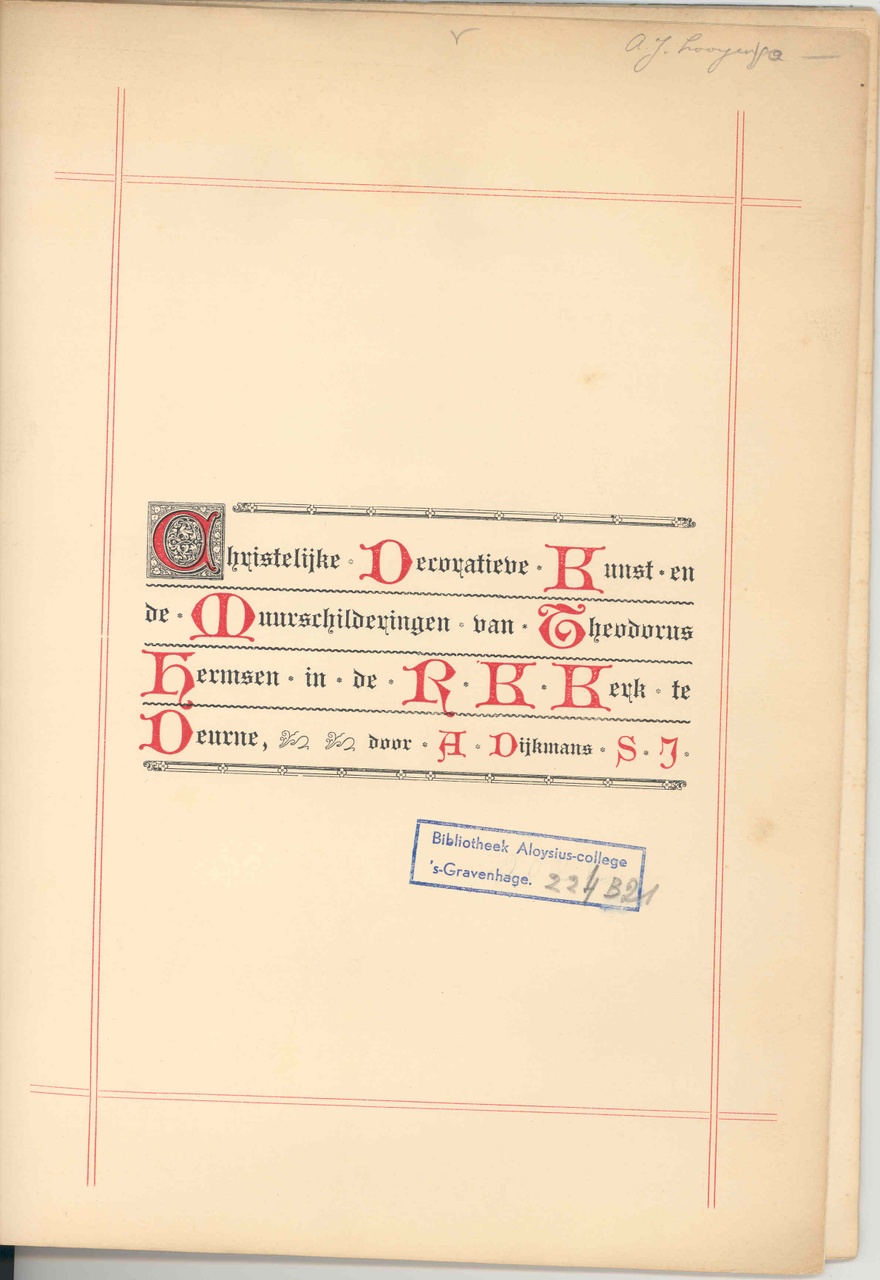 A. J. Looyen
Christelijke · Decoratieve · Kunst · en
de · Muurschilderingen · van · Theodorus
Hermsen · in · de · R · K · Kerk · te
Deurne, door · A · Dijkmans · S · J ·
Bibliotheek Aloysius-college
's-Gravenhage. 224 B21